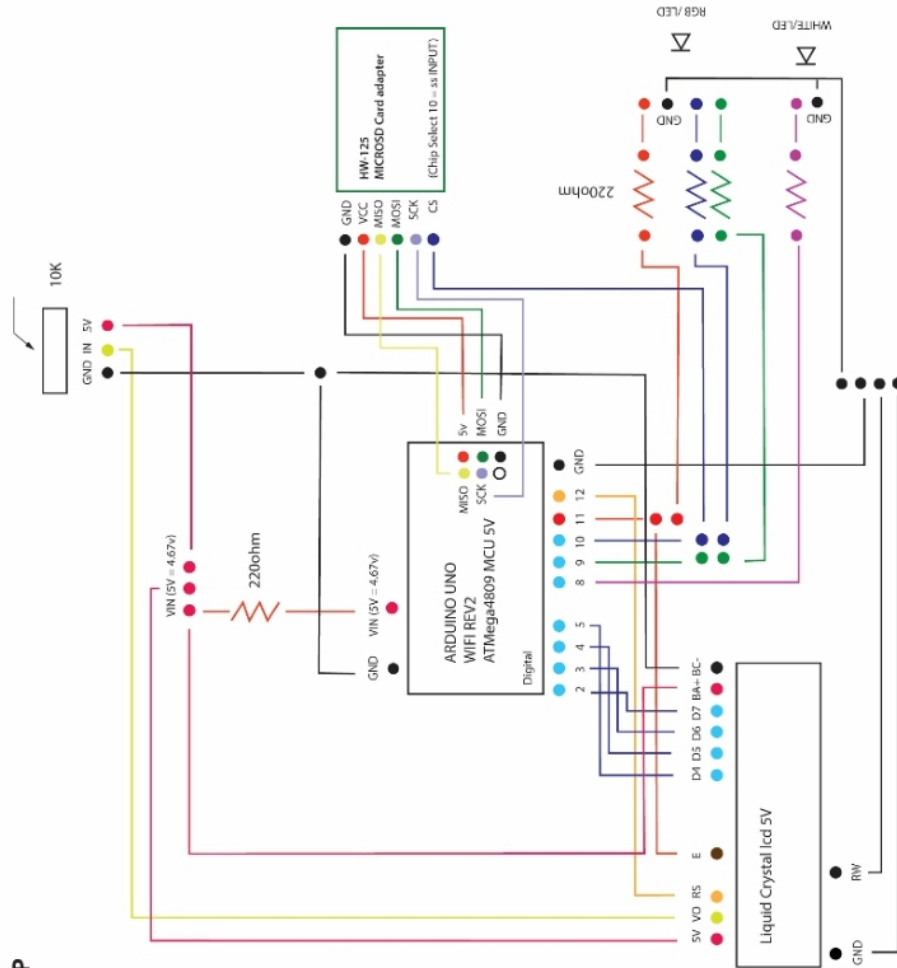 P
10K
GND IN 5V
HW-125
MICROSD Card adapter
(Chip Select 10 = ss INPUT)
GND
VCC
MISO
MOSI
SCK
CS
RGB/LED
WHITE/LED
GND
GND
220ohm
VIN (5V = 4.67v)
220ohm
GND
VIN (5V = 4.67v)
ARDUINO UNO
WIFI REV2
ATMega4809 MCU 5V
Digital
MISO 5v
SCK MOSI
GND
2 3 4 5 8 9 10 11 12 GND
5V VO RS E D4 D5 D6 D7 BA+ BC-
Liquid Crystal lcd 5V
GND RW